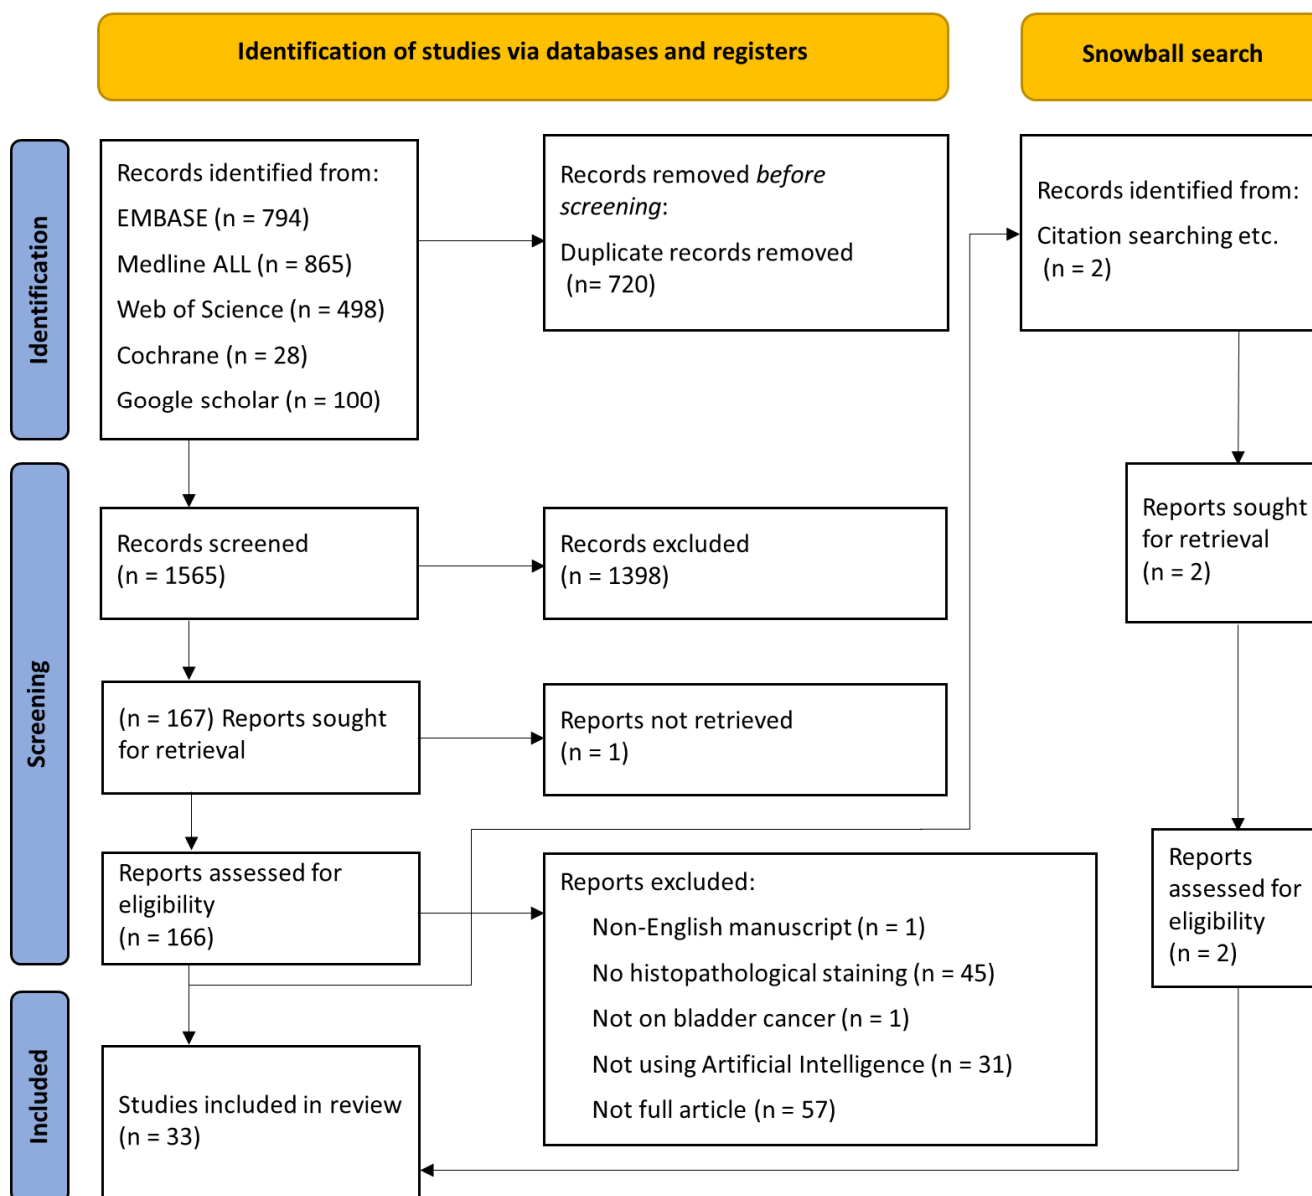 Identification of studies via databases and registers
Snowball search
Identification
Records identified from:
EMBASE (n = 794)
Medline ALL (n = 865)
Web of Science (n = 498)
Cochrane (n = 28)
Google scholar (n = 100)
Records removed before
screening:
Duplicate records removed
(n= 720)
Records identified from:
Citation searching etc.
(n = 2)
Screening
Records screened
(n = 1565)
Records excluded
(n = 1398)
Reports sought
for retrieval
(n = 2)
(n = 167) Reports sought
for retrieval
Reports not retrieved
(n = 1)
Reports assessed for
eligibility
(n = 166)
Reports excluded:
Non-English manuscript (n = 1)
No histopathological staining (n = 45)
Not on bladder cancer (n = 1)
Not using Artificial Intelligence (n = 31)
Not full article (n = 57)
Reports
assessed for
eligibility
(n = 2)
Included
Studies included in review
(n = 33)